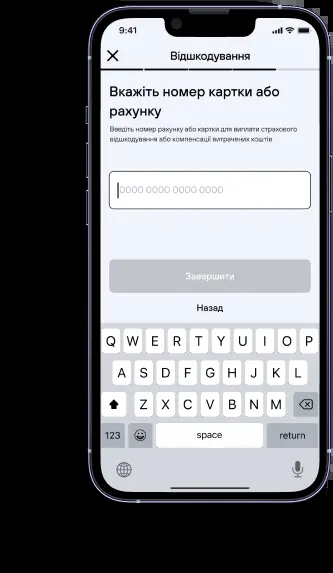 9:41
Відшкодування
Вкажіть номер картки або
рахунку
Введіть номер рахунку або картки для виплати страхового
відшкодування або компенсації витрачених коштів
0000 0000 0000 0000
Завершити
Назад
Q W E R T Y U I O P
A S D F G H J K L
Z X C V B N M
123 space return